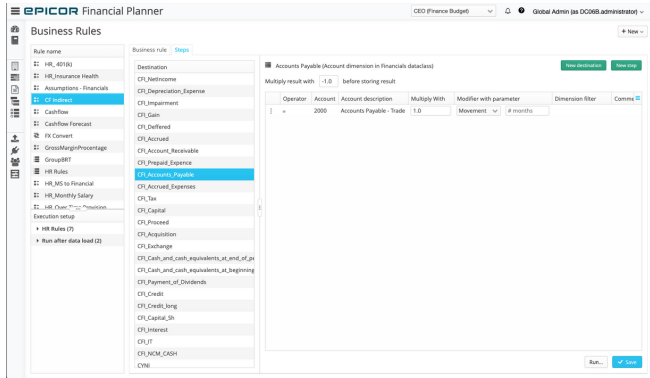 EPICOR Financial Planner
CEO (Finance Budget)
Global Admin (as DC06B.administrator)
Business Rules
+ New
Rule name
HR_ 401(k)
HR_Insurance Health
Assumptions - Financials
CF Indirect
Cashflow
Cashflow Forecast
FX Convert
GrossMarginProcentage
GroupBRT
HR Rules
HR_MS to Financial
HR_Monthly Salary
HR_Over Time Provision
Execution setup
HR Rules (7)
Run after data load (2)
Business rule Steps
Destination
CFI_NetIncome
CFI_Depreciation_Expense
CFI_Impairment
CFI_Gain
CFI_Deffered
CFI_Accrued
CFI_Account_Receivable
CFI_Prepaid_Expence
CFI_Accounts_Payable
CFI_Accrued_Expenses
CFI_Tax
CFI_Capital
CFI_Proceed
CFI_Acquisition
CFI_Exchange
CFI_Cash_and_cash_equivalents_at_end_of_pe
CFI_Cash_and_cash_equivalents_at_beginning
CFI_Payment_of_Dividends
CFI_Credit
CFI_Credit_long
CFI_Capital_Sh
CFI_Interest
CFI_IT
CFI_NCM_CASH
CYNI
Accounts Payable (Account dimension in Financials dataclass)
New destination New step
Multiply result with -1.0 before storing result
Operator Account Account description Multiply With Modifier with parameter Dimension filter Comme
= 2000 Accounts Payable - Trade 1.0 Movement # months
Run... Save